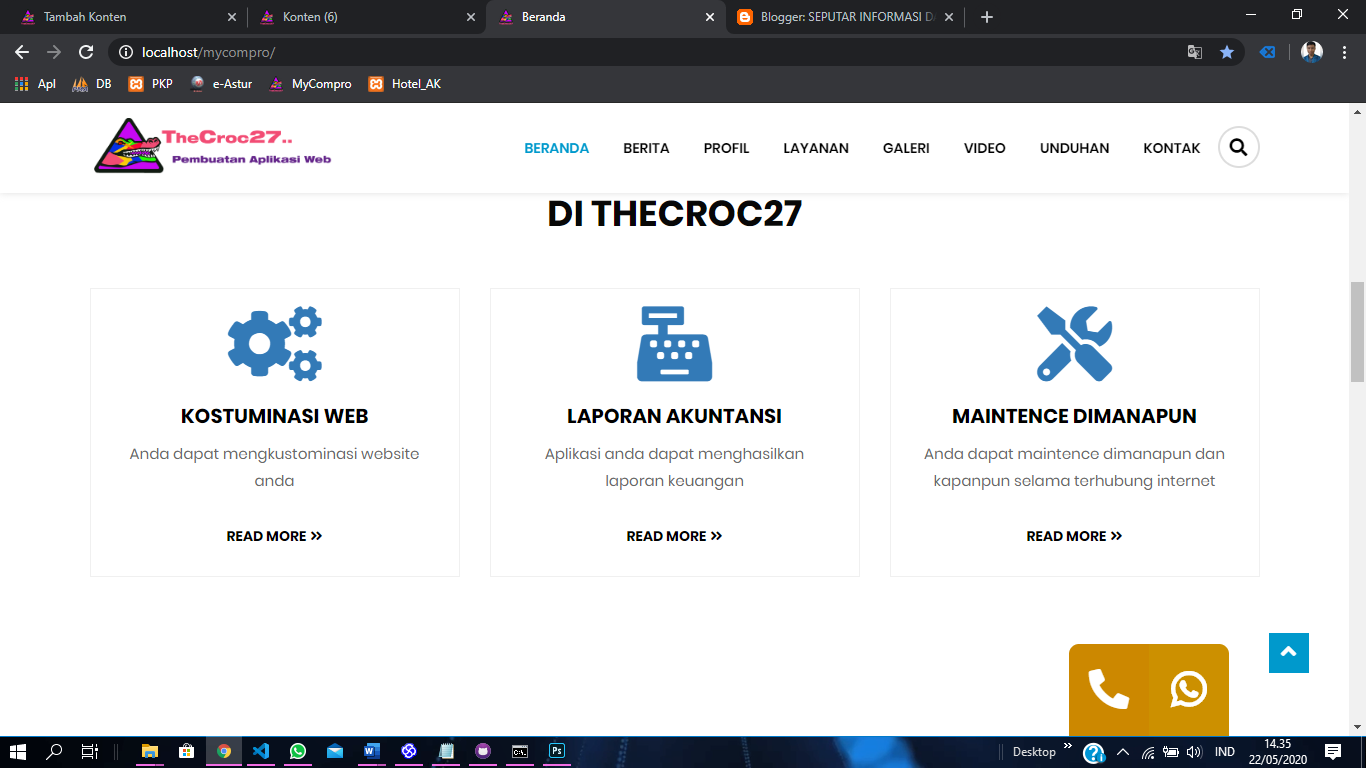 Tambah Konten
Konten (6)
Beranda
Blogger: SEPUTAR INFORMASI D
localhost/mycompro/
Apl
DB
PKP
e-Astur
MyCompro
Hotel_AK
TheCroc27..
Pembuatan Aplikasi Web
BERANDA
BERITA
PROFIL
LAYANAN
GALERI
VIDEO
UNDUHAN
KONTAK
DI THECROC27
KOSTUMINASI WEB
Anda dapat mengkustominasi website
anda
READ MORE »
LAPORAN AKUNTANSI
Aplikasi anda dapat menghasilkan
laporan keuangan
READ MORE »
MAINTENCE DIMANAPUN
Anda dapat maintence dimanapun dan
kapanpun selama terhubung internet
READ MORE »
Desktop
IND
14.35
22/05/2020